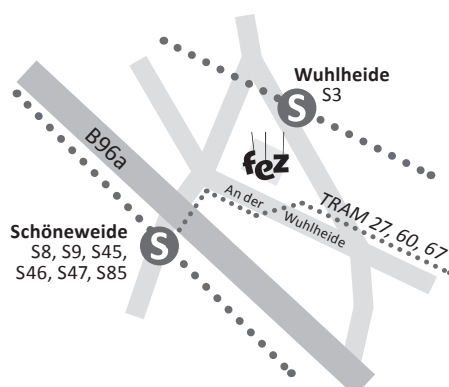 Wuhlheide
S3
S
B96a
fez
An der
Wuhlheide
TRAM 27, 60, 67
Schöneweide
S8, S9, S45,
S46, S47, S85
S